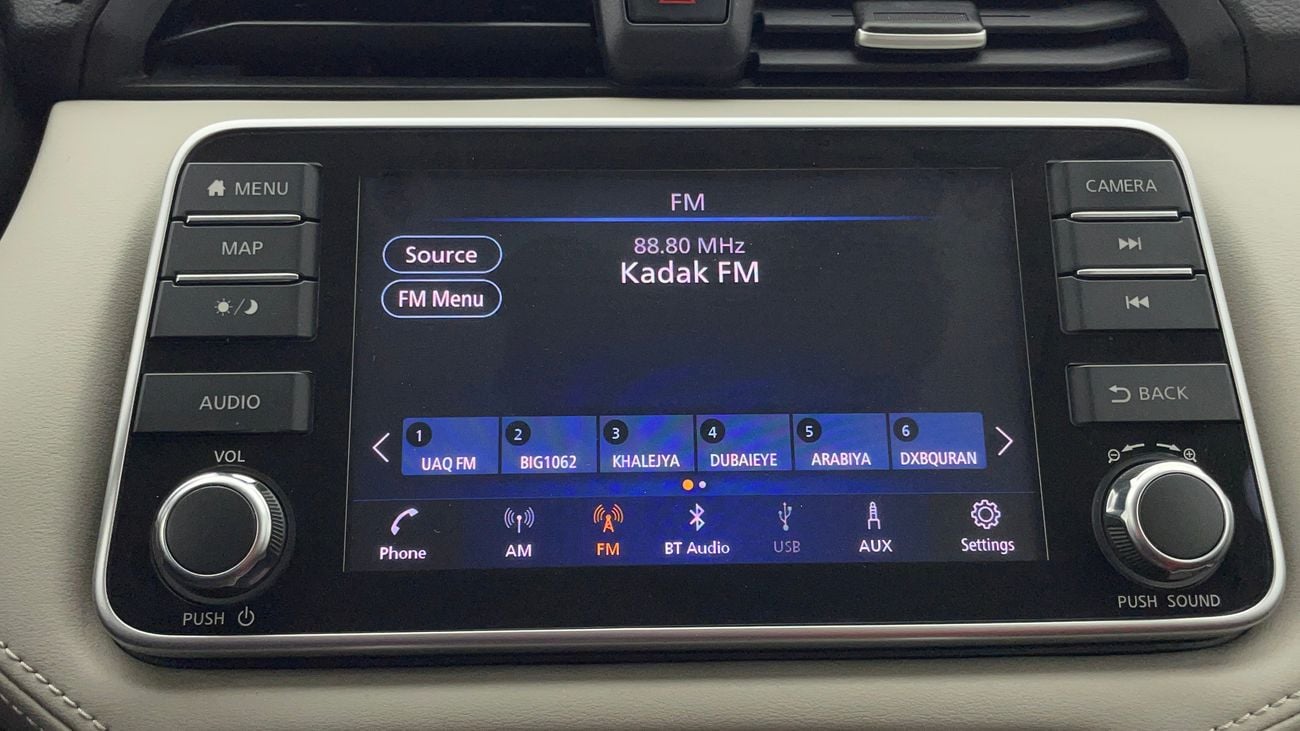 MENU
MAP
AUDIO
VOL
PUSH
FM
88.80 MHz
Kadak FM
Source
FM Menu
1 UAQ FM
2 BIG1062
3 KHALEJYA
4 DUBAIEYE
5 ARABIYA
6 DXBQURAN
Phone
AM
FM
BT Audio
USB
AUX
Settings
CAMERA
BACK
PUSH SOUND